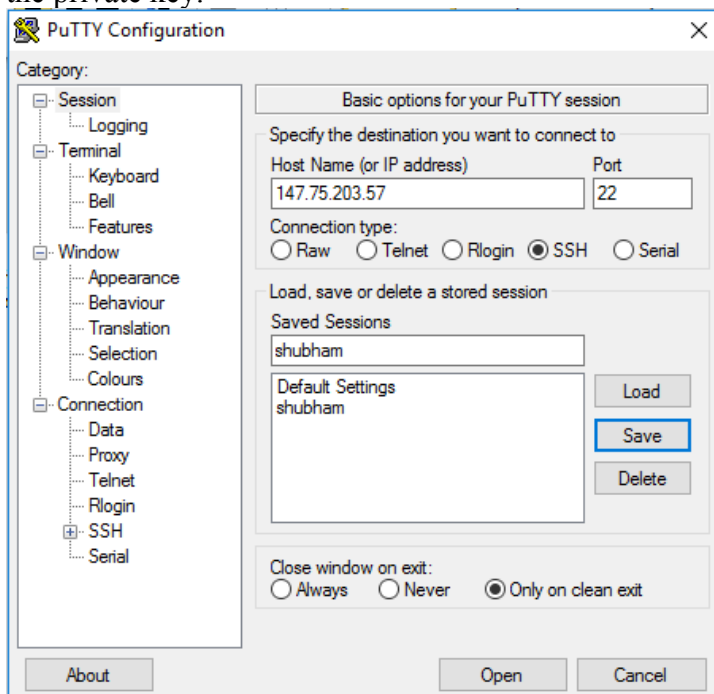 the private key.
PuTTY Configuration
Category:
Session
Logging
Terminal
Keyboard
Bell
Features
Window
Appearance
Behaviour
Translation
Selection
Colours
Connection
Data
Proxy
Telnet
Rlogin
SSH
Serial
Basic options for your PuTTY session
Specify the destination you want to connect to
Host Name (or IP address) Port
147.75.203.57 22
Connection type:
Raw Telnet Rlogin SSH Serial
Load, save or delete a stored session
Saved Sessions
shubham
Default Settings
shubham
Load
Save
Delete
Close window on exit:
Always Never Only on clean exit
About Open Cancel